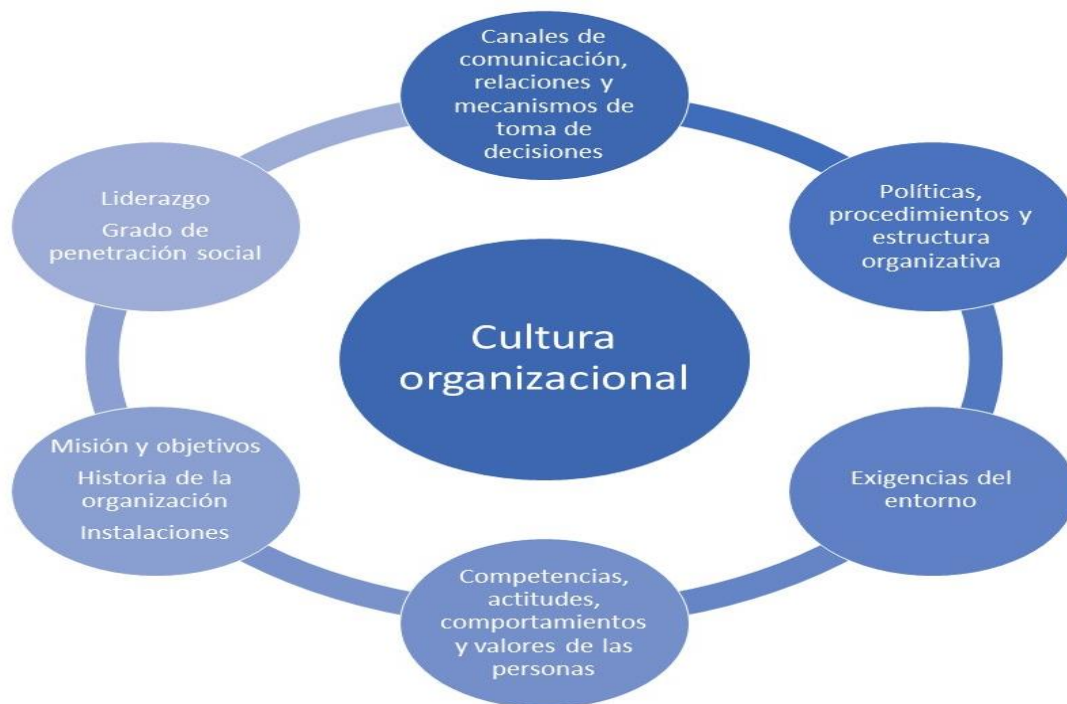 Canales de
comunicación,
relaciones y
mecanismos de
toma de
decisiones
Políticas,
procedimientos y
estructura
organizativa
Exigencias del
entorno
Competencias,
actitudes,
comportamientos
y valores de las
personas
Misión y objetivos
Historia de la
organización
Instalaciones
Liderazgo
Grado de
penetración social
Cultura
organizacional